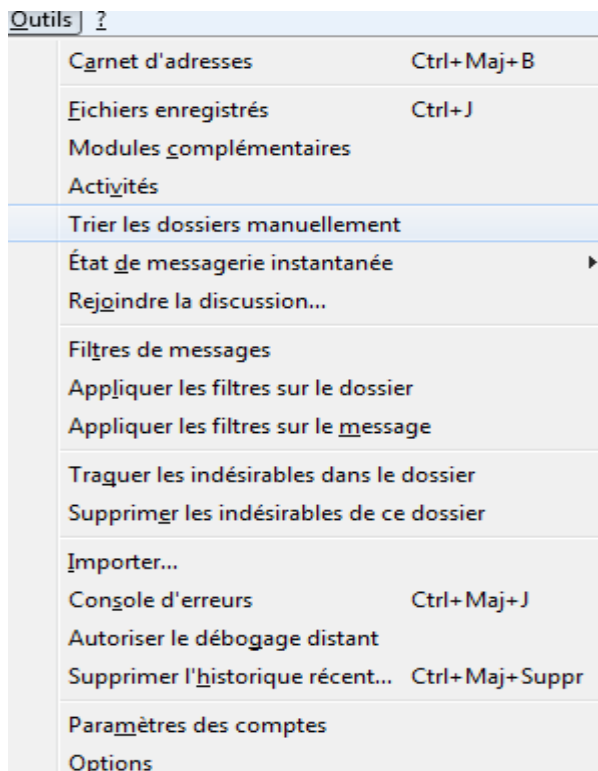 Outils ?
Carnet d'adresses Ctrl+Maj+B
Fichiers enregistrés Ctrl+J
Modules complémentaires
Activités
Trier les dossiers manuellement
État de messagerie instantanée
Rejoindre la discussion...
Filtres de messages
Appliquer les filtres sur le dossier
Appliquer les filtres sur le message
Traquer les indésirables dans le dossier
Supprimer les indésirables de ce dossier
Importer...
Console d'erreurs Ctrl+Maj+J
Autoriser le débogage distant
Supprimer l'historique récent... Ctrl+Maj+Suppr
Paramètres des comptes
Options